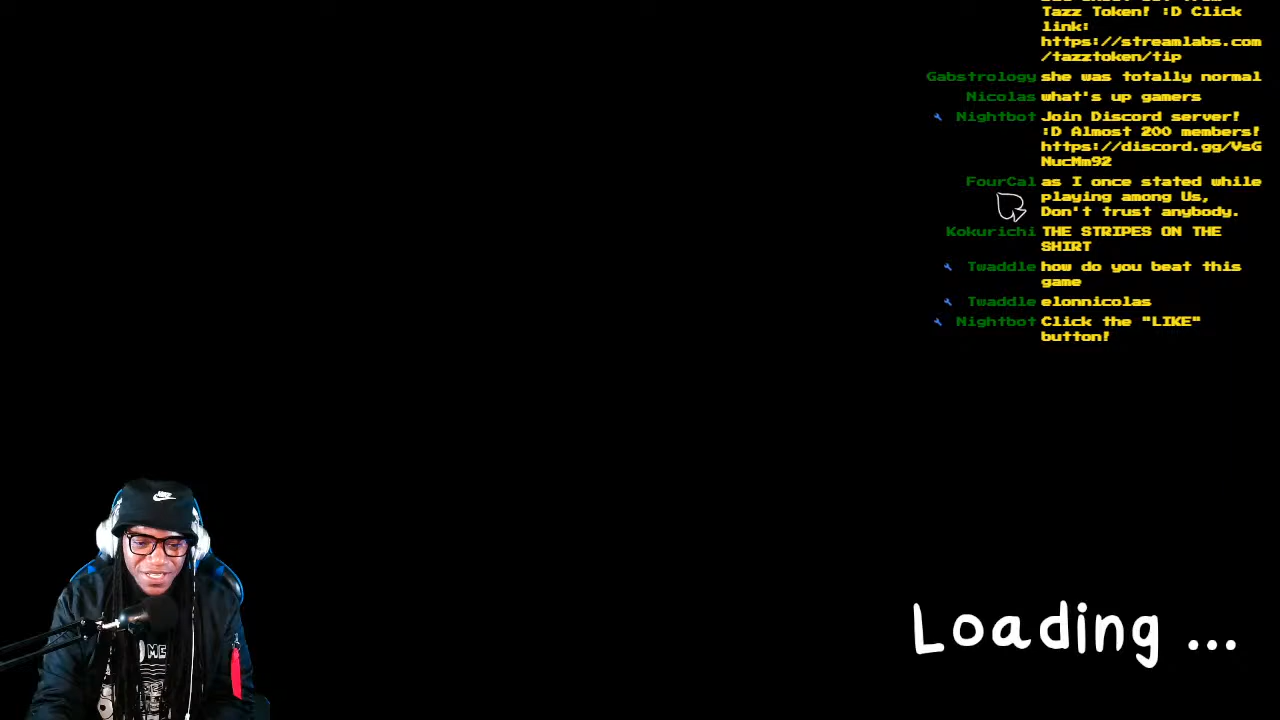 Tazz Token! :D Click
link:
https://streamlabs.com
/tazztoken/tip
Gabstrology she was totally normal
Nicolas what's up gamers
Nightbot Join Discord server!
:D Almost 200 members!
https://discord.gg/VsG
NucMm92
FourCal as I once stated while
playing among Us,
Don't trust anybody.
Kokurichi THE STRIPES ON THE
SHIRT
Twaddle how do you beat this
game
Twaddle elonnicolas
Nightbot Click the "LIKE"
button!
ME
Loading ...